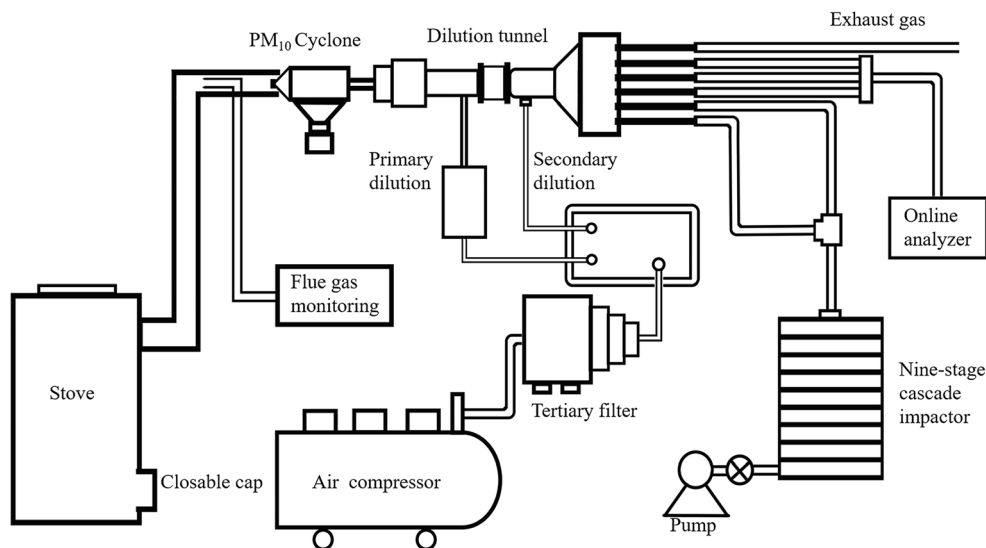 Exhaust gas
PM₁₀ Cyclone
Dilution tunnel
Primary
dilution
Secondary
dilution
Online
analyzer
Flue gas
monitoring
Stove
Tertiary filter
Nine-stage
cascade
impactor
Closable cap
Air compressor
Pump